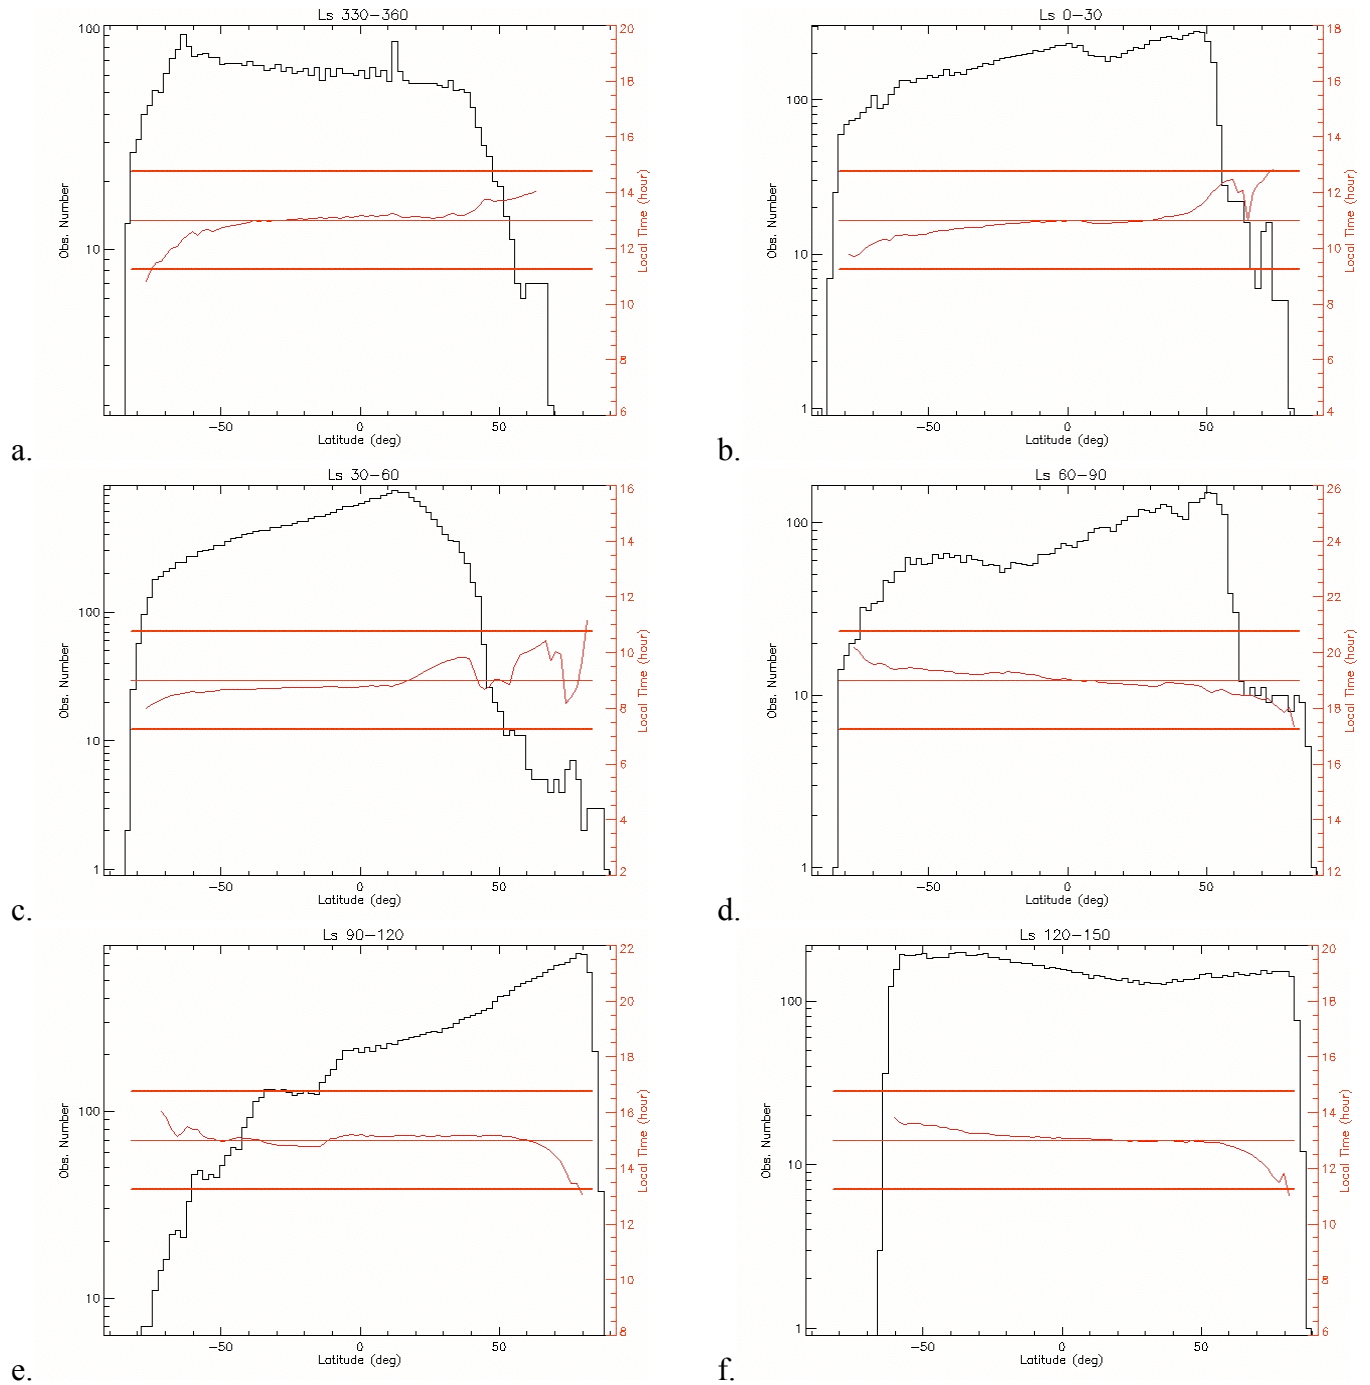 Ls 330-360
100
10
Obs. Number
-50 0 50
Latitude (deg)
20
18
16
14
12
10
8
6
Local Time (hour)
a.
Ls 0-30
100
10
1
Obs. Number
-50 0 50
Latitude (deg)
18
16
14
12
10
8
6
4
Local Time (hour)
b.
Ls 30-60
100
10
1
Obs. Number
-50 0 50
Latitude (deg)
16
14
12
10
8
6
4
2
Local Time (hour)
c.
Ls 60-90
100
10
1
Obs. Number
-50 0 50
Latitude (deg)
26
24
22
20
18
16
14
12
Local Time (hour)
d.
Ls 90-120
100
10
Obs. Number
-50 0 50
Latitude (deg)
22
20
18
16
14
12
10
8
Local Time (hour)
e.
Ls 120-150
100
10
1
Obs. Number
-50 0 50
Latitude (deg)
20
18
16
14
12
10
8
6
Local Time (hour)
f.